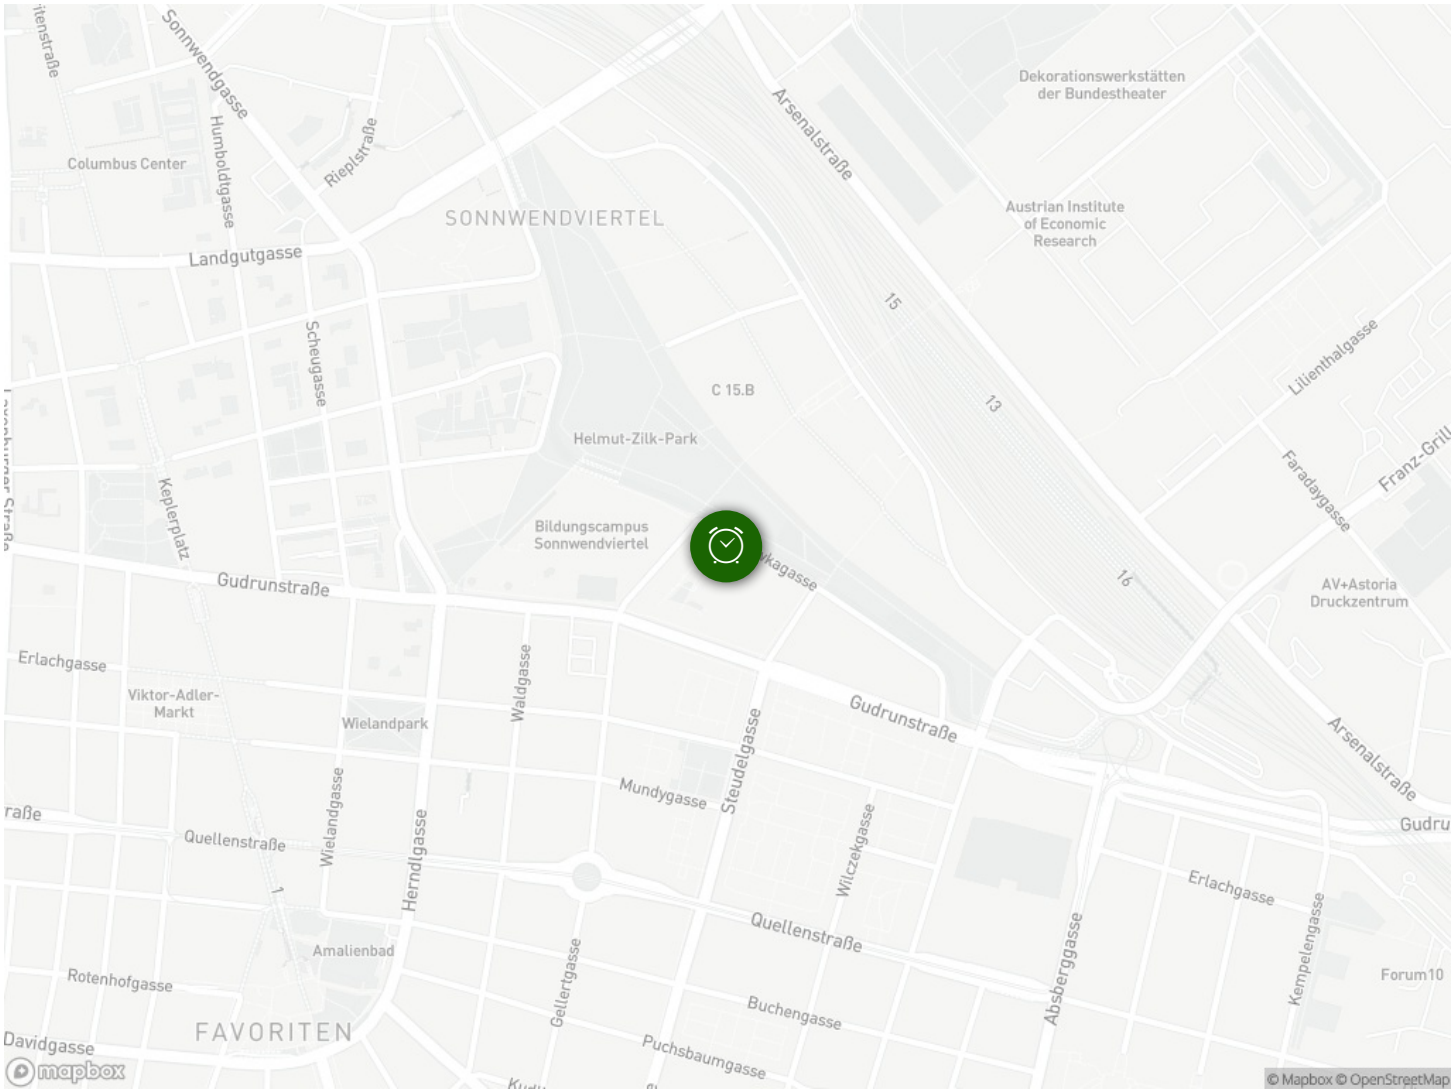 Sonnwendgasse
Dekorationswerkstätten
der Bundestheater
Arsenalstraße
Humboldtgasse
Rieplstraße
Columbus Center
SONNWENDVIERTEL
Austrian Institute
of Economic
Research
Landgutgasse
15
Scheugasse
Lilienthalgasse
C 15.B
13
Helmut-Zilk-Park
Franz-Grill
Faradaygasse
Keplerplatz
Bildungscampus
Sonnwendviertel
16
Gudrunstraße
AV+Astoria
Druckzentrum
Erlachgasse
Viktor-Adler-
Markt
Waldgasse
Wielandpark
Gudrunstraße
Steudelgasse
Arsenalstraße
Mundygasse
Wielandgasse
Herndlgasse
Quellenstraße
Wilczekgasse
Gudru
raße
1
Erlachgasse
Quellenstraße
Kempelengasse
Amalienbad
Absberggasse
Gellertgasse
Rotenhofgasse
Forum10
Buchengasse
FAVORITEN
Davidgasse
Puchsbaumgasse
mapbox
© Mapbox © OpenStreetMap